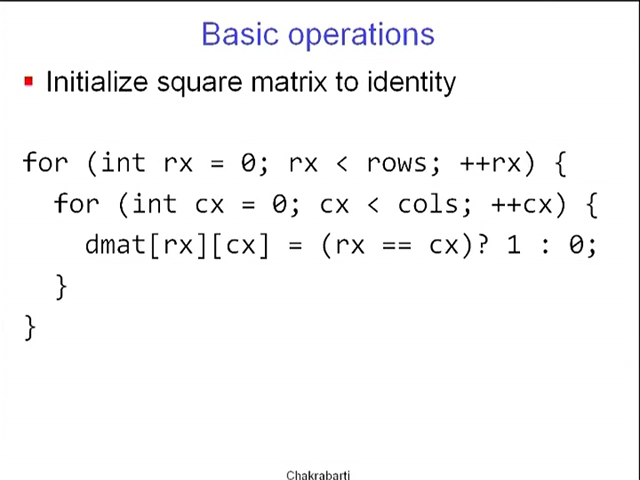 Basic operations
Initialize square matrix to identity
for (int rx = 0; rx < rows; ++rx) {
for (int cx = 0; cx < cols; ++cx) {
dmat[rx][cx] = (rx == cx)? 1 : 0;
}
}
Chakrabarti